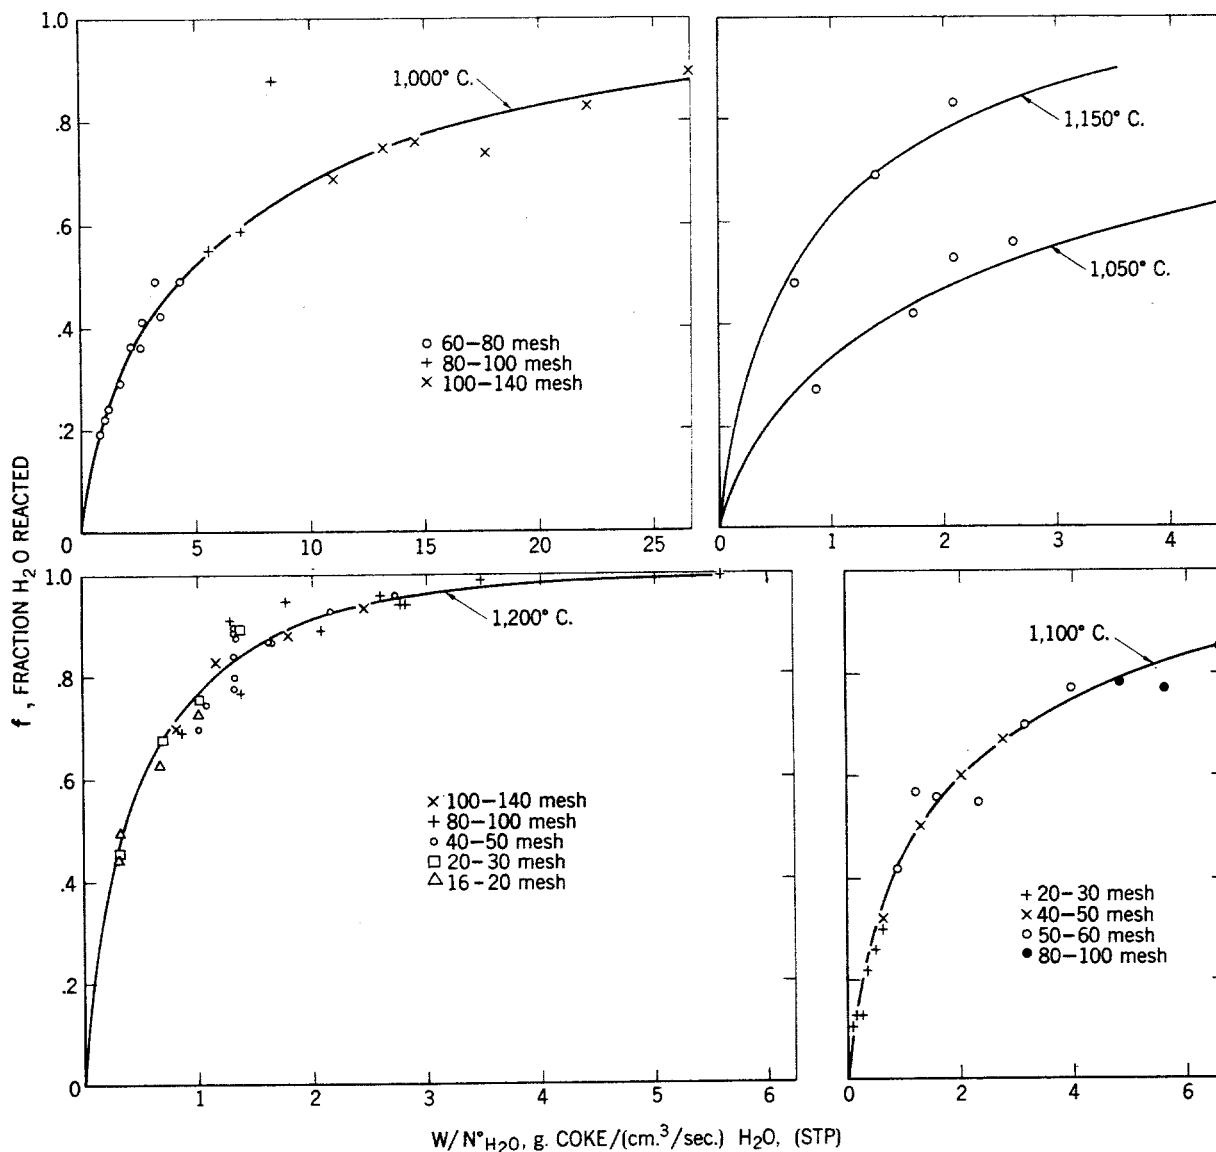 1.0
.8
.6
.4
.2
0
5
10
15
20
25
1,000° C.
60–80 mesh
80–100 mesh
100–140 mesh
1,150° C.
1,050° C.
0
1
2
3
4
f, FRACTION H2O REACTED
1.0
.8
.6
.4
.2
0
1
2
3
4
5
6
1,200° C.
100–140 mesh
80–100 mesh
40–50 mesh
20–30 mesh
16–20 mesh
1,100° C.
20–30 mesh
40–50 mesh
50–60 mesh
80–100 mesh
0
2
4
6
W/N°H2O, g. COKE/(cm.3/sec.) H2O, (STP)